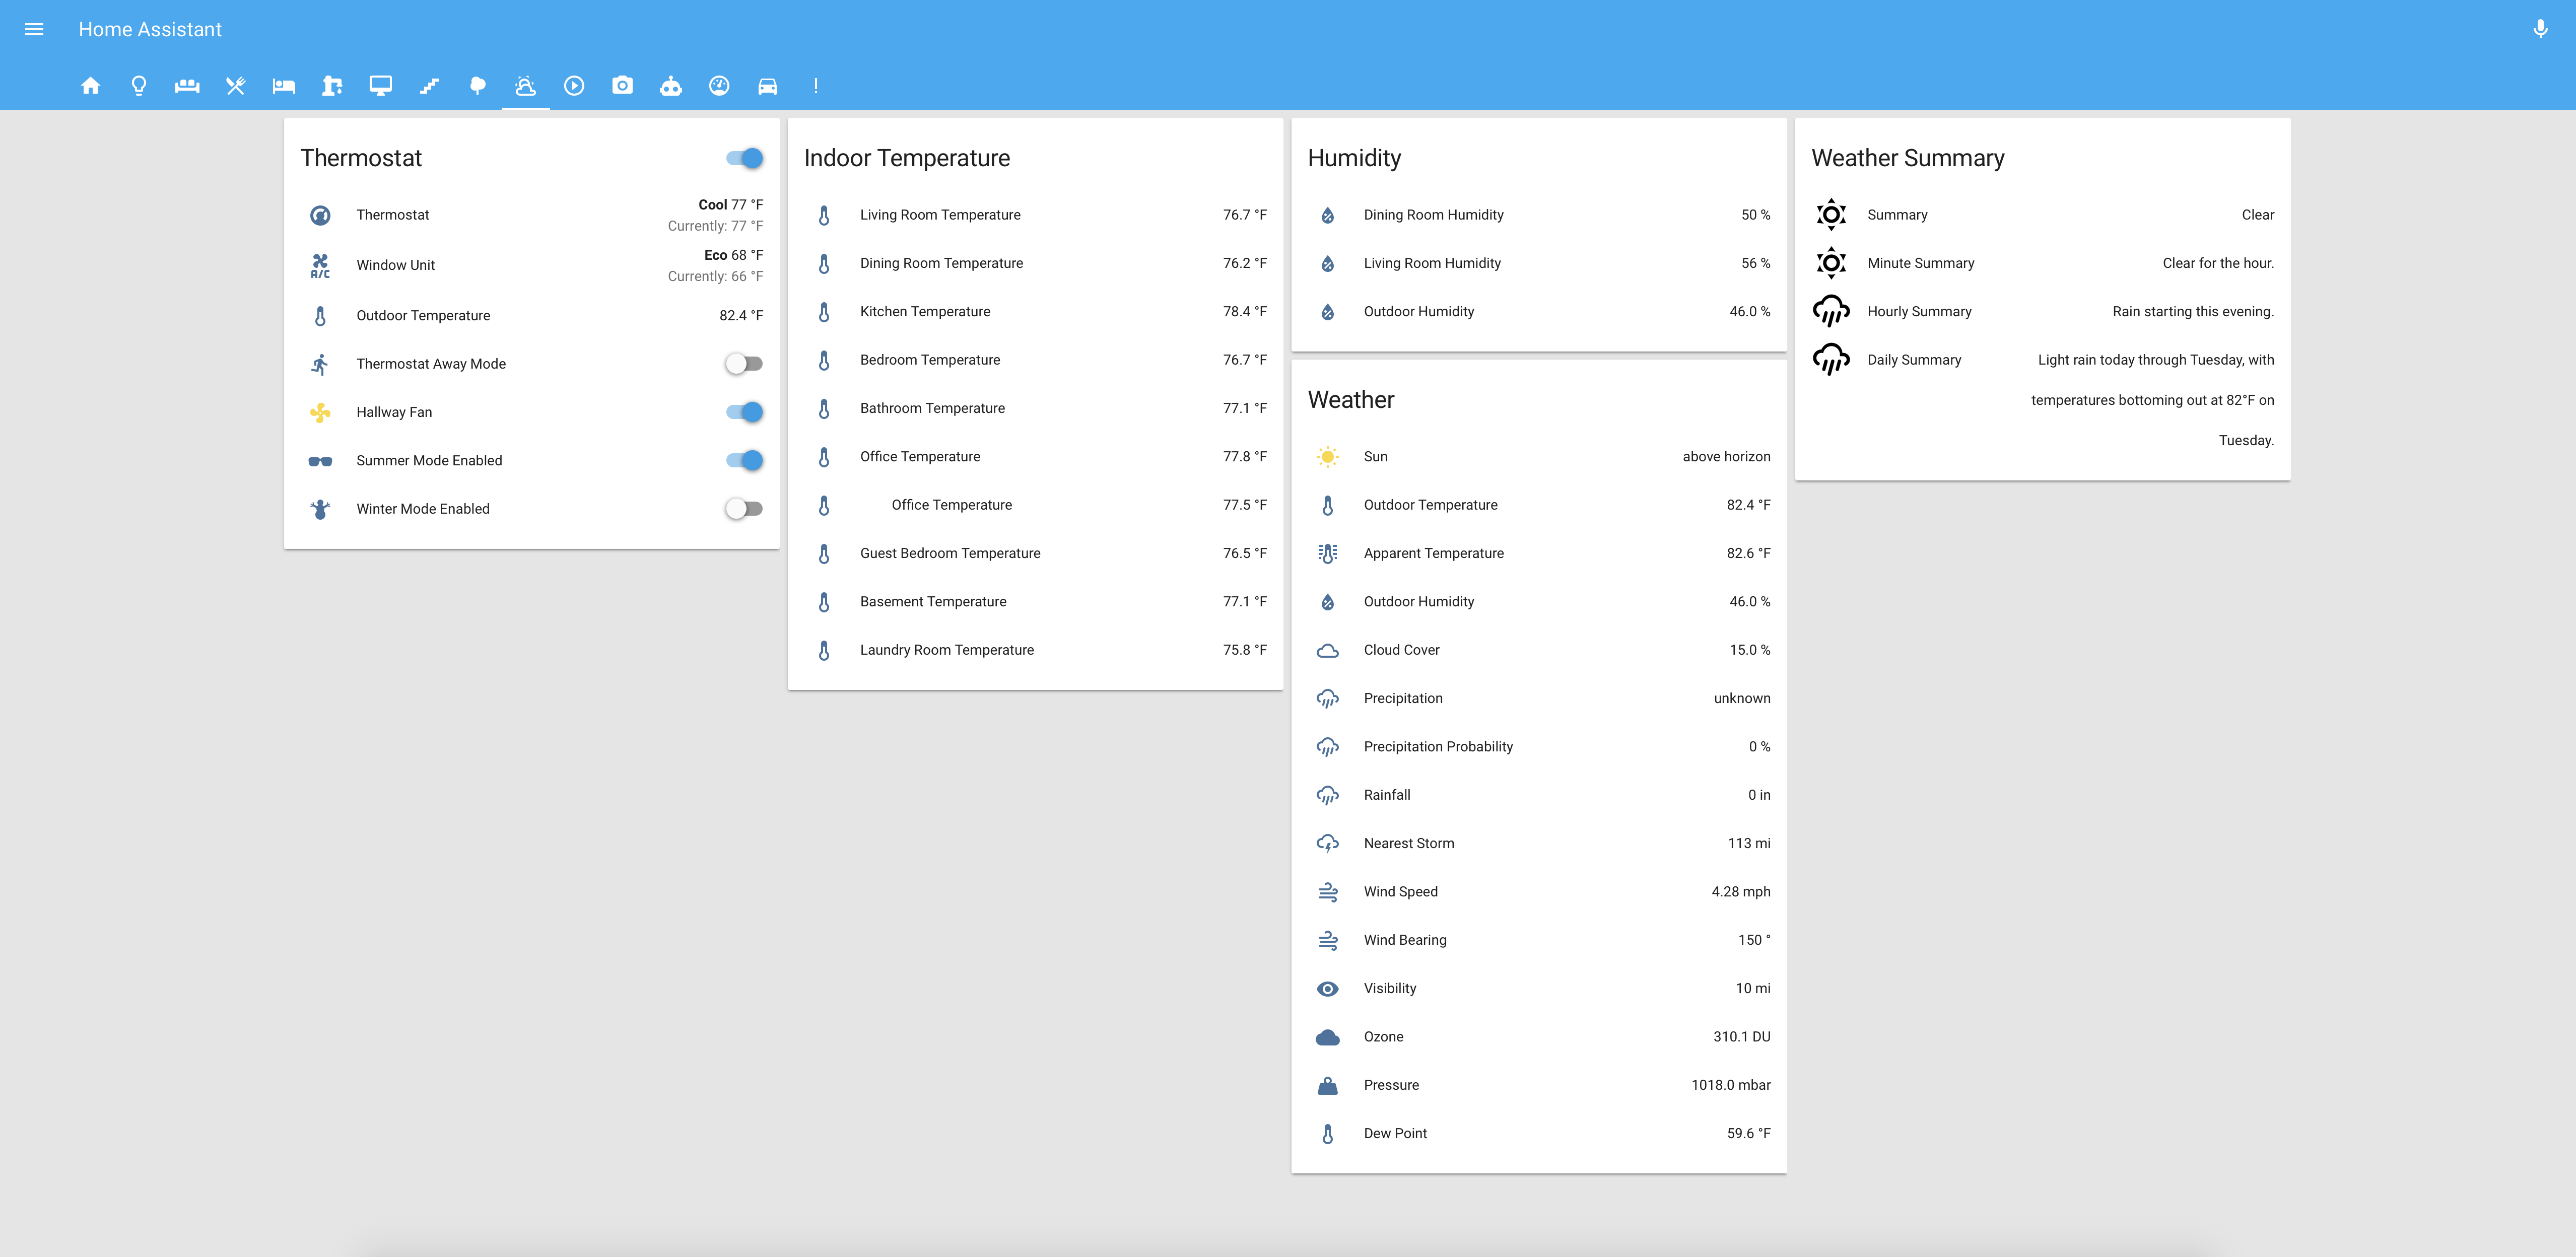 Home Assistant
Thermostat
Thermostat
Cool 77 °F
Currently: 77 °F
A/C
Window Unit
Eco 68 °F
Currently: 66 °F
Outdoor Temperature 82.4 °F
Thermostat Away Mode
Hallway Fan
Summer Mode Enabled
Winter Mode Enabled
Indoor Temperature
Living Room Temperature 76.7 °F
Dining Room Temperature 76.2 °F
Kitchen Temperature 78.4 °F
Bedroom Temperature 76.7 °F
Bathroom Temperature 77.1 °F
Office Temperature 77.8 °F
Office Temperature 77.5 °F
Guest Bedroom Temperature 76.5 °F
Basement Temperature 77.1 °F
Laundry Room Temperature 75.8 °F
Humidity
Dining Room Humidity 50 %
Living Room Humidity 56 %
Outdoor Humidity 46.0 %
Weather
Sun above horizon
Outdoor Temperature 82.4 °F
Apparent Temperature 82.6 °F
Outdoor Humidity 46.0 %
Cloud Cover 15.0 %
Precipitation unknown
Precipitation Probability 0 %
Rainfall 0 in
Nearest Storm 113 mi
Wind Speed 4.28 mph
Wind Bearing 150 °
Visibility 10 mi
Ozone 310.1 DU
Pressure 1018.0 mbar
Dew Point 59.6 °F
Weather Summary
Summary Clear
Minute Summary Clear for the hour.
Hourly Summary Rain starting this evening.
Daily Summary Light rain today through Tuesday, with
temperatures bottoming out at 82°F on
Tuesday.